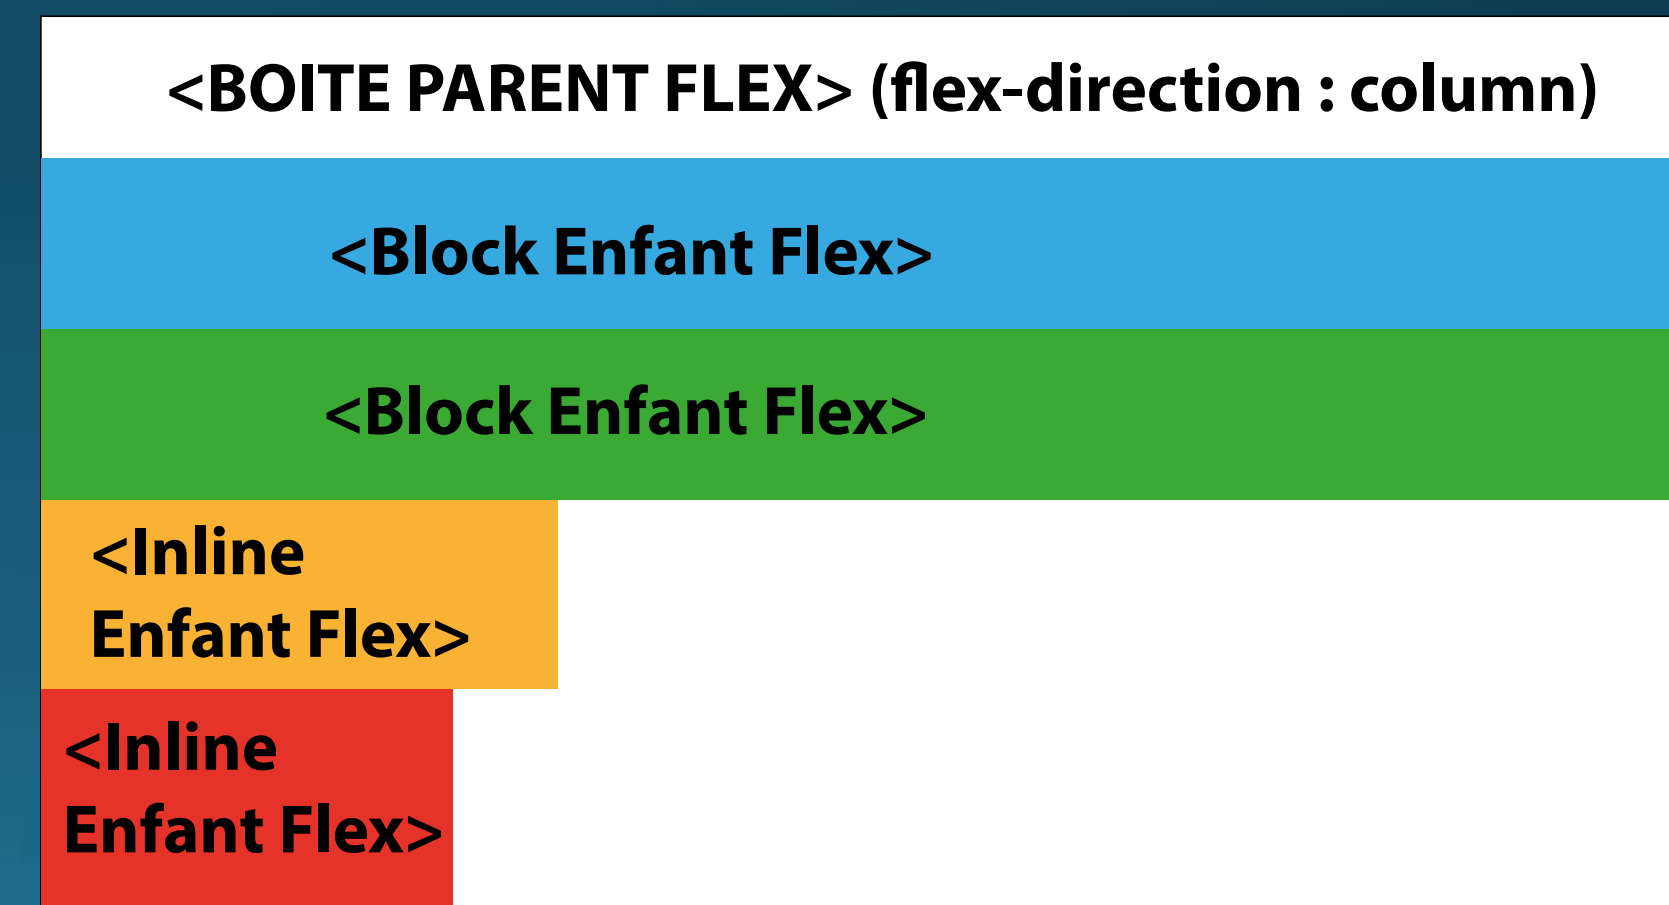 <BOITE PARENT FLEX> (flex-direction : column)
<Block Enfant Flex>
<Block Enfant Flex>
<Inline
Enfant Flex>
<Inline
Enfant Flex>